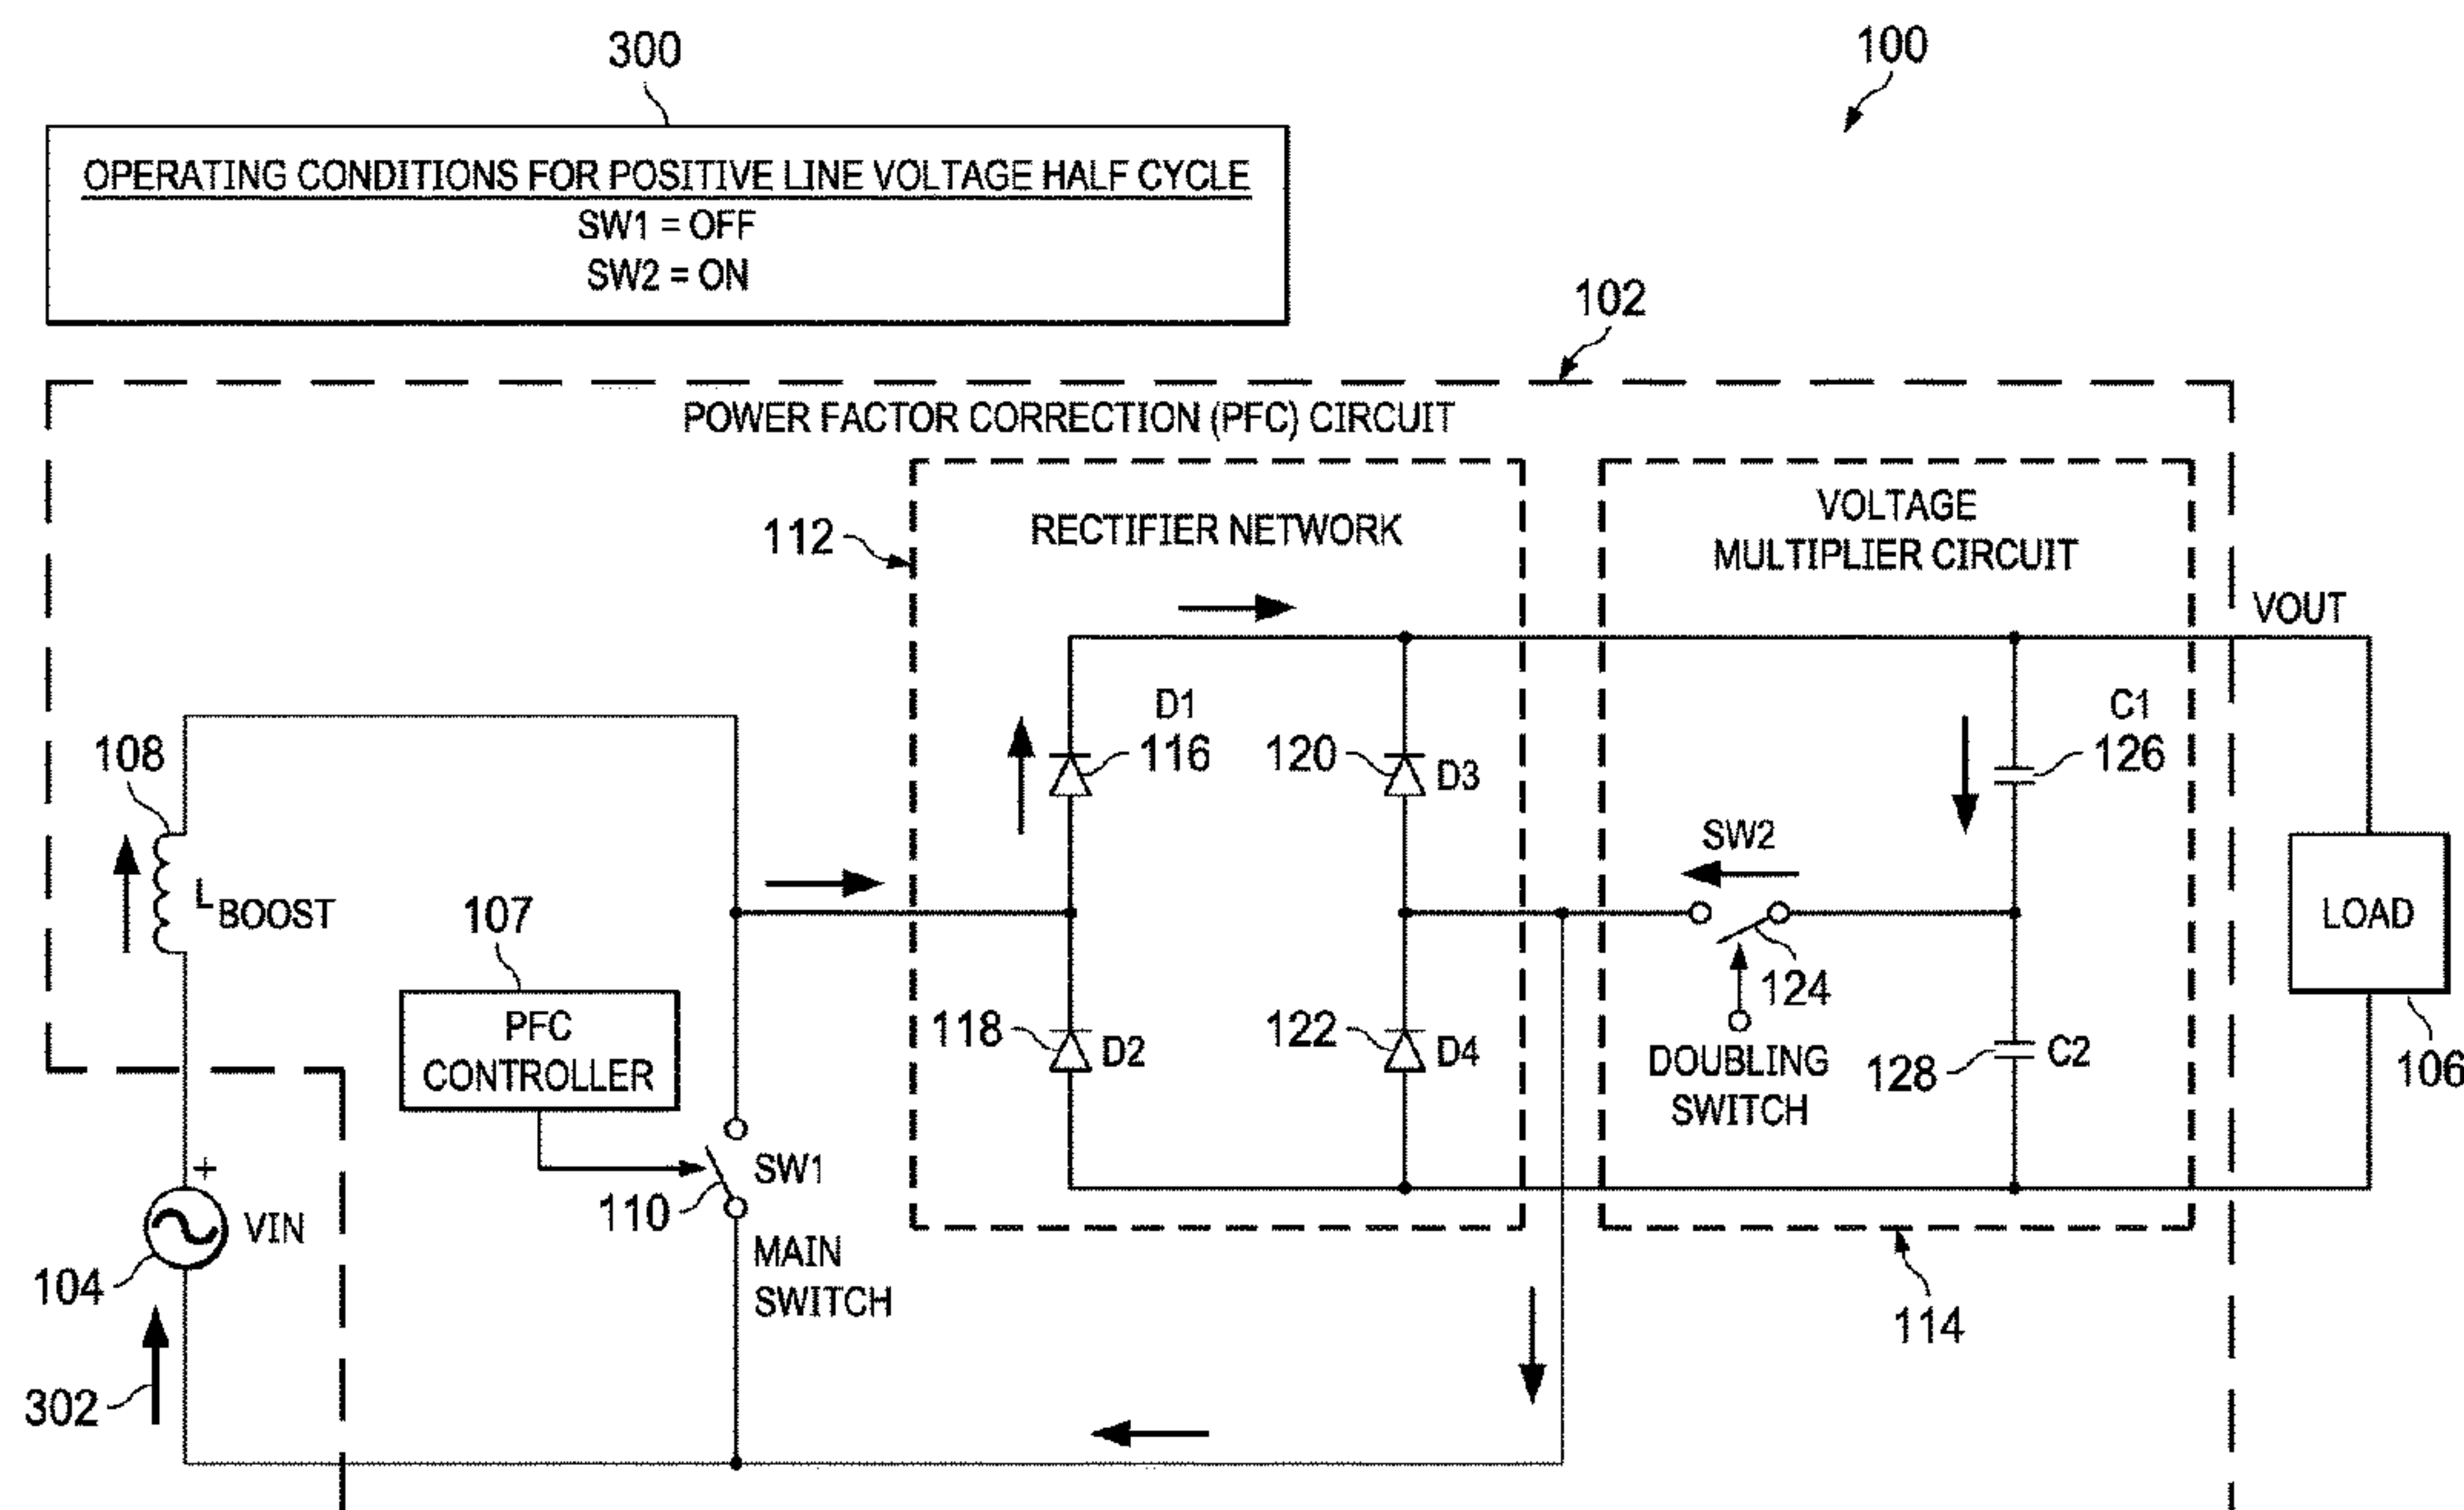 300
100
OPERATING CONDITIONS FOR POSITIVE LINE VOLTAGE HALF CYCLE
SW1 = OFF
SW2 = ON
102
POWER FACTOR CORRECTION (PFC) CIRCUIT
112
RECTIFIER NETWORK
VOLTAGE
MULTIPLIER CIRCUIT
VOUT
108
LBOOST
D1
116
120
D3
C1
126
SW2
124
DOUBLING
SWITCH
LOAD
106
107
PFC
CONTROLLER
118
D2
122
D4
128
C2
+
VIN
104
SW1
110
MAIN
SWITCH
114
302